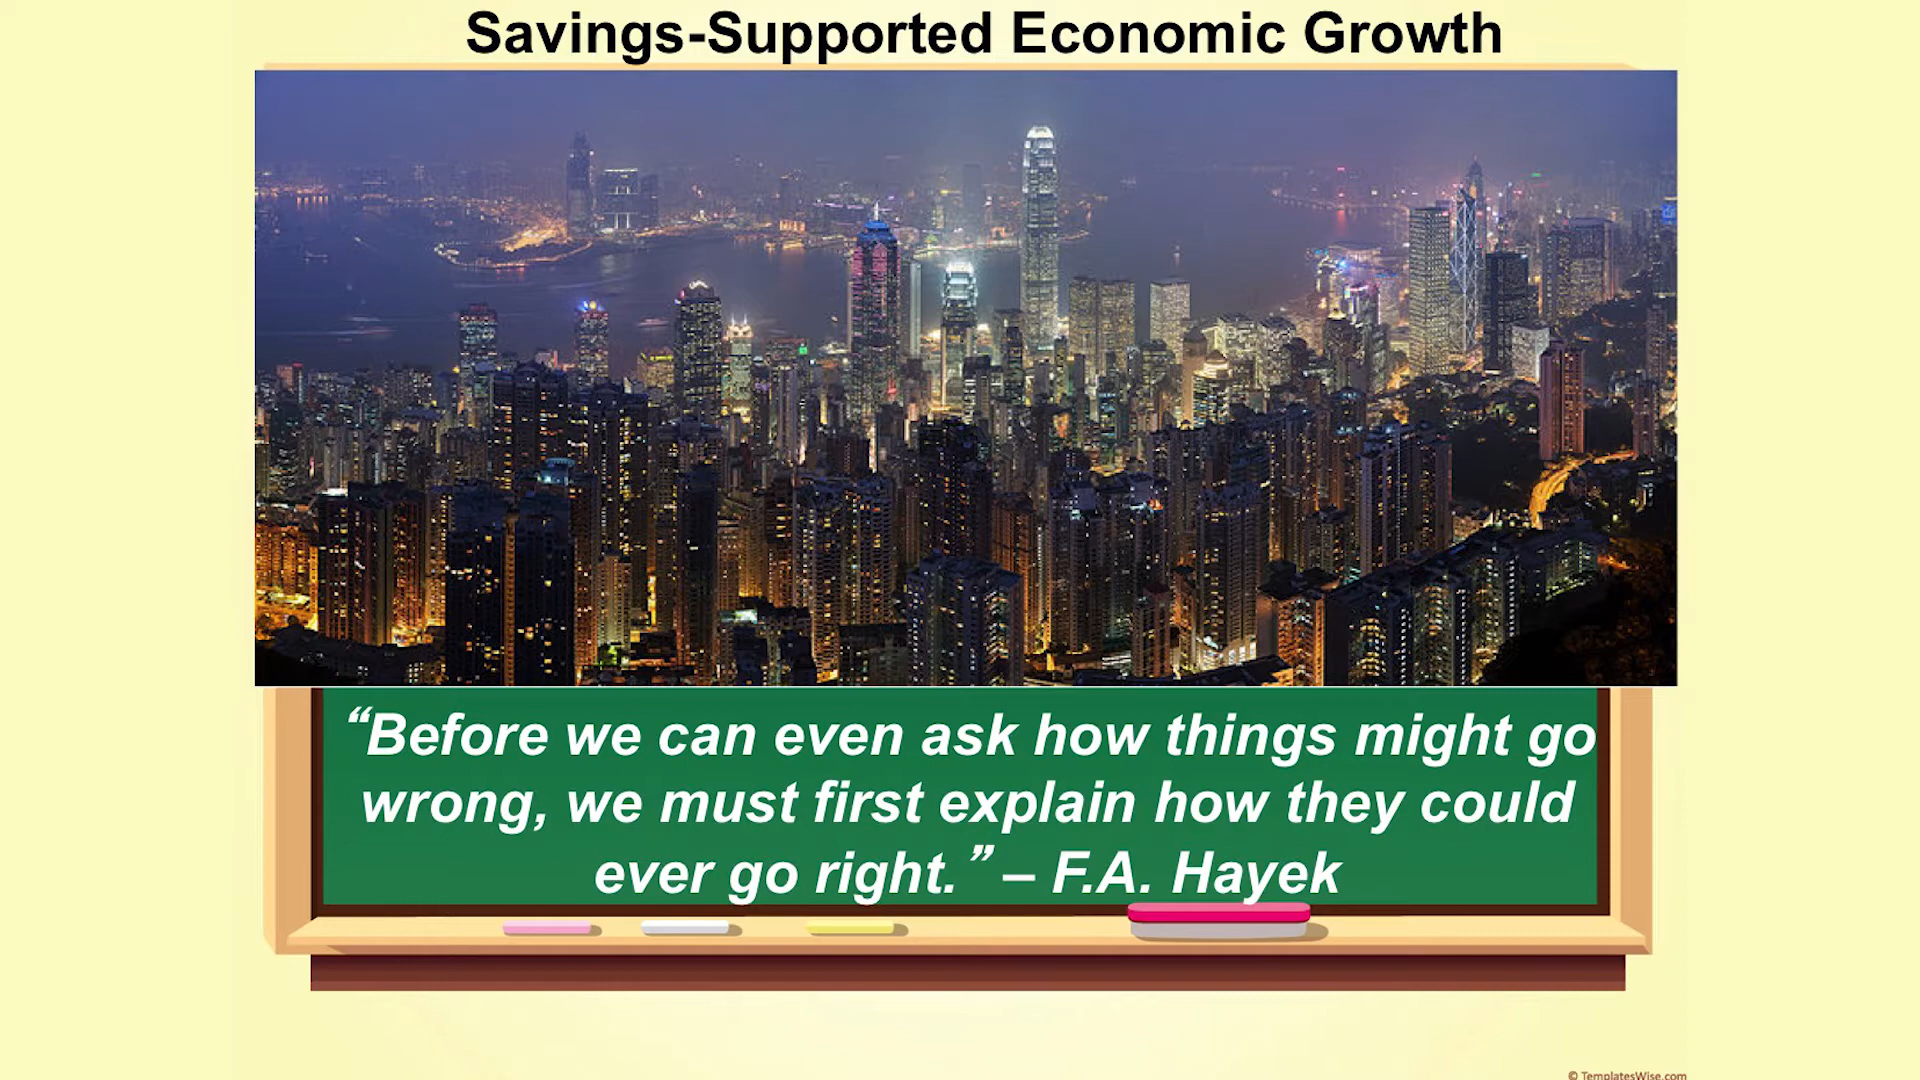 Savings-Supported Economic Growth
“Before we can even ask how things might go
wrong, we must first explain how they could
ever go right.” – F.A. Hayek
© TemplatesWise.com